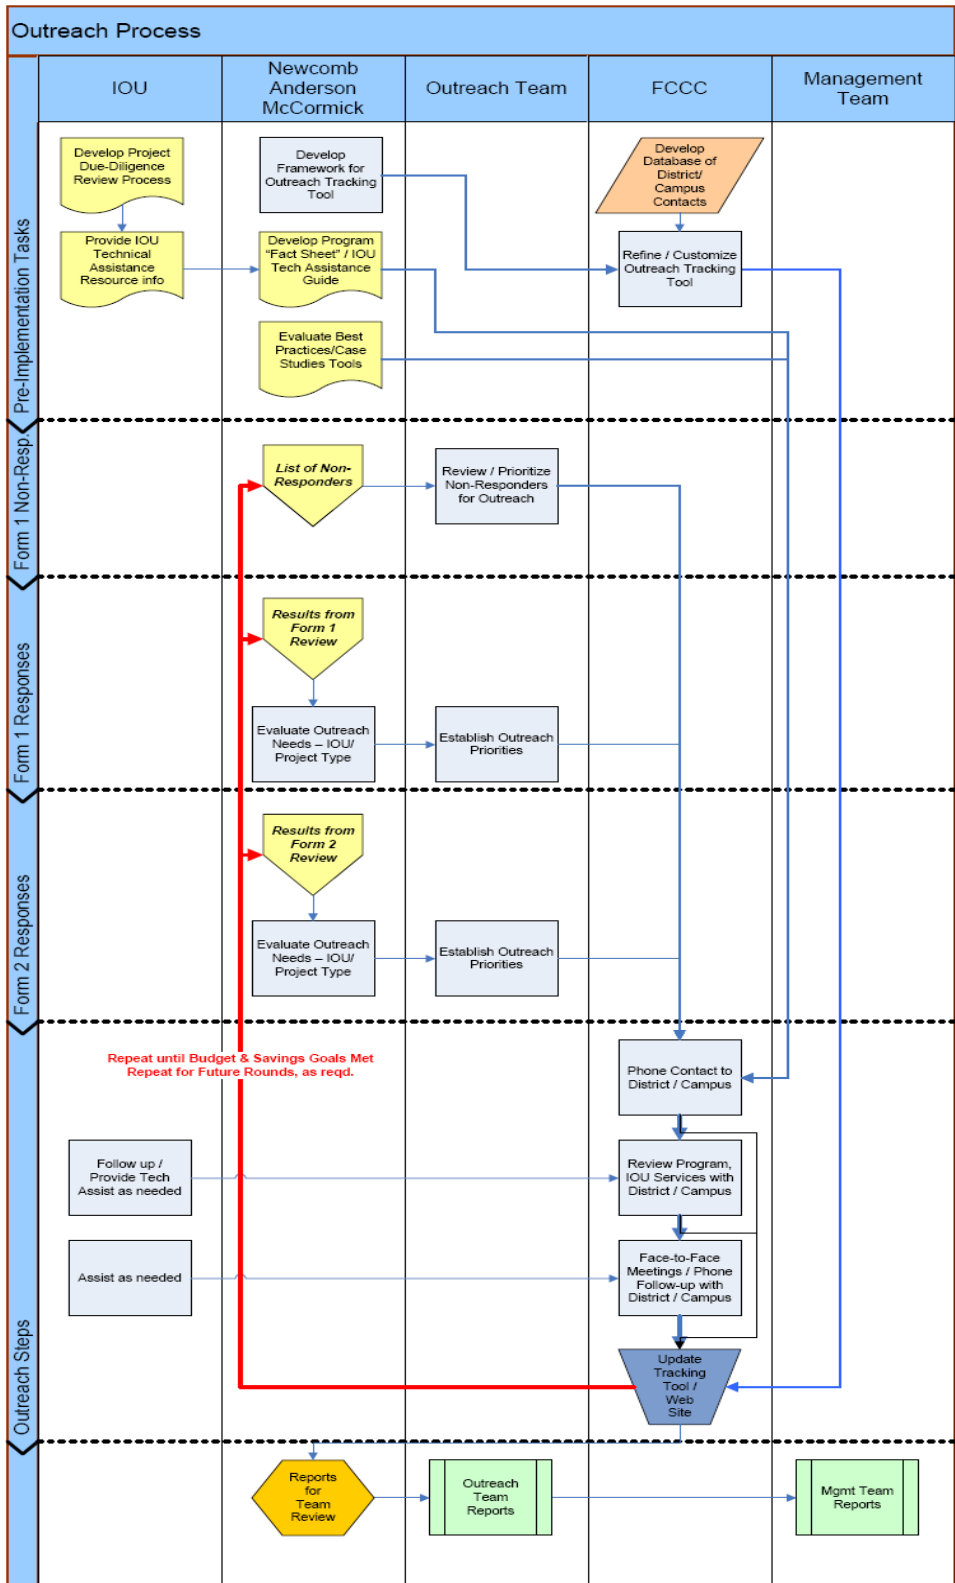 Outreach Process
IOU
Newcomb
Anderson
McCormick
Outreach Team
FCCC
Management
Team
Pre-Implementation Tasks
Develop Project
Due-Diligence
Review Process
Develop
Framework for
Outreach Tracking
Tool
Develop
Database of
District/
Campus
Contacts
Provide IOU
Technical
Assistance
Resource info
Develop Program
"Fact Sheet" / IOU
Tech Assistance
Guide
Refine / Customize
Outreach Tracking
Tool
Evaluate Best
Practices/Case
Studies Tools
Form 1 Non-Resp.
List of Non-
Responders
Review / Prioritize
Non-Responders
for Outreach
Form 1 Responses
Results from
Form 1
Review
Evaluate Outreach
Needs – IOU/
Project Type
Establish Outreach
Priorities
Form 2 Responses
Results from
Form 2
Review
Evaluate Outreach
Needs – IOU/
Project Type
Establish Outreach
Priorities
Outreach Steps
Repeat until Budget & Savings Goals Met
Repeat for Future Rounds, as reqd.
Phone Contact to
District / Campus
Follow up /
Provide Tech
Assist as needed
Review Program,
IOU Services with
District / Campus
Assist as needed
Face-to-Face
Meetings / Phone
Follow-up with
District / Campus
Update
Tracking
Tool /
Web
Site
Reports
for
Team
Review
Outreach
Team
Reports
Mgmt Team
Reports